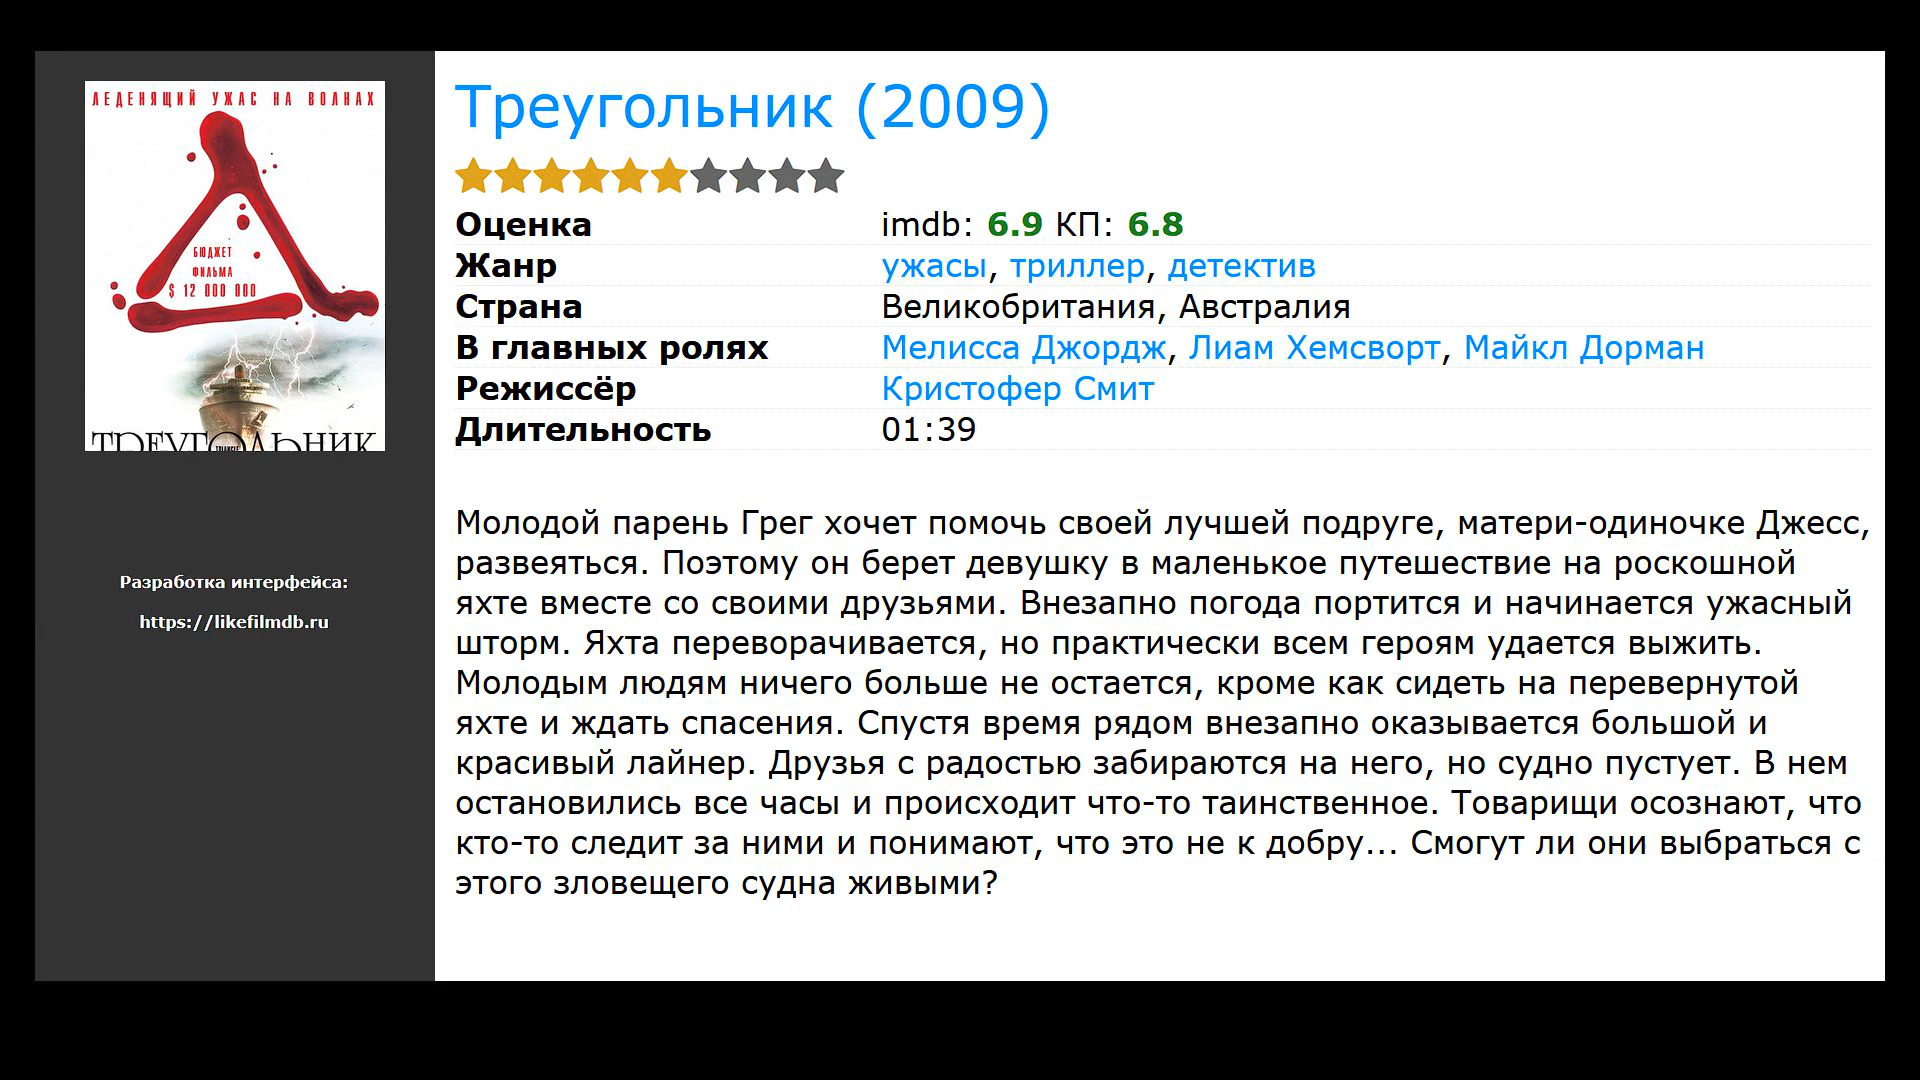 ЛЕДЕНЯЩИЙ УЖАС НА ВОЛНАХ
БЮДЖЕТ
ФИЛЬМА
$ 12 000 000
ТРЕУГОЛЬНИК
TRIANGLE
Разработка интерфейса:
https://likefilmdb.ru
Треугольник (2009)
Оценка imdb: 6.9 КП: 6.8
Жанр ужасы, триллер, детектив
Страна Великобритания, Австралия
В главных ролях Мелисса Джордж, Лиам Хемсворт, Майкл Дорман
Режиссёр Кристофер Смит
Длительность 01:39
Молодой парень Грег хочет помочь своей лучшей подруге, матери-одиночке Джесс,
развеяться. Поэтому он берет девушку в маленькое путешествие на роскошной
яхте вместе со своими друзьями. Внезапно погода портится и начинается ужасный
шторм. Яхта переворачивается, но практически всем героям удается выжить.
Молодым людям ничего больше не остается, кроме как сидеть на перевернутой
яхте и ждать спасения. Спустя время рядом внезапно оказывается большой и
красивый лайнер. Друзья с радостью забираются на него, но судно пустует. В нем
остановились все часы и происходит что-то таинственное. Товарищи осознают, что
кто-то следит за ними и понимают, что это не к добру... Смогут ли они выбраться с
этого зловещего судна живыми?